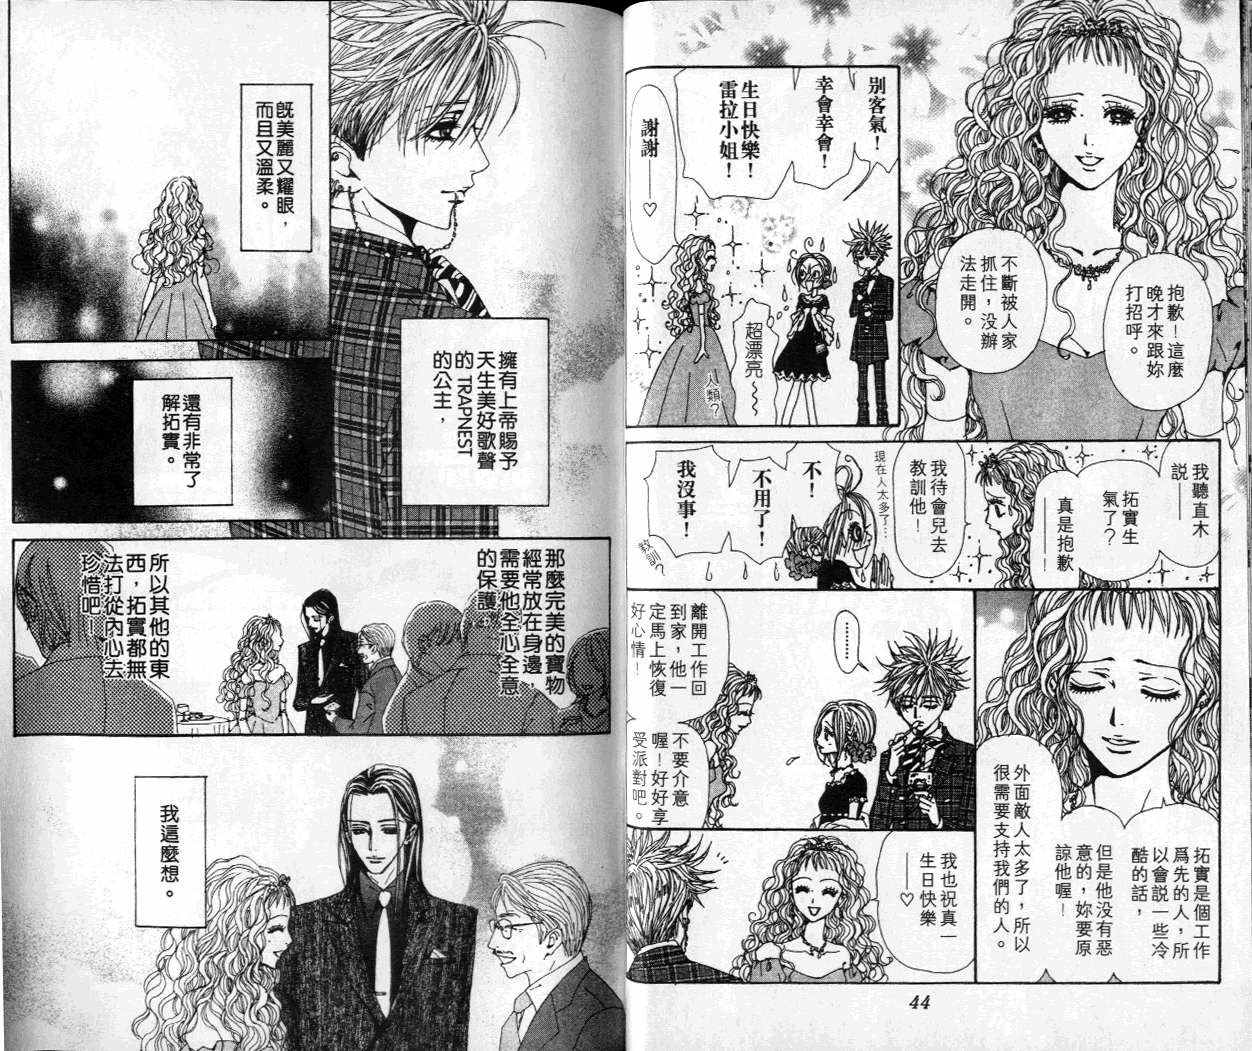 抱歉！這麼
晚才來跟妳
打招呼。
不斷被人家
抓住，没辦
法走開。
别客氣！
幸會幸會！
生日快樂！
雷拉小姐！
謝謝——♡
超漂亮～
人類？
我聽直木
説——
拓實生
氣了？
真是抱歉——
我待會兒去
教訓他！
現在人太多了…
不！
不用了！
我沒事！
教訓？
拓實是個工作
爲先的人，所
以會說一些冷
酷的話，
但是他没有惡
意的，妳要原
諒他喔！
外面敵人太多了，所以
很需要支持我們的人。
………
離開工作回
到家，他一
定馬上恢復
好心情！
不要介意
喔！好好享
受派對吧。
我也祝真一
生日快樂
——♡
44
既美麗又耀眼，
而且又溫柔。
擁有上帝賜予
天生美好歌聲
的 TRAPNEST
的公主，
還有非常了
解拓實。
那麼完美的寶物
經常放在身邊，
需要他全心全意
的保護，
所以其他的東
西，拓實都無
法打從內心去
珍惜吧！
我這麼想。